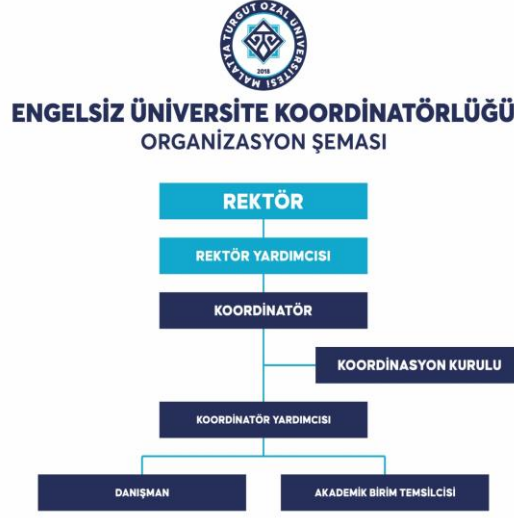 MALATYA TURGUT ÖZAL ÜNİVERSİTESİ
2018
ENGELSİZ ÜNİVERSİTE KOORDİNATÖRLÜĞÜ
ORGANİZASYON ŞEMASI
REKTÖR
REKTÖR YARDIMCISI
KOORDİNATÖR
KOORDİNASYON KURULU
KOORDİNATÖR YARDIMCISI
DANIŞMAN
AKADEMİK BİRİM TEMSİLCİSİ